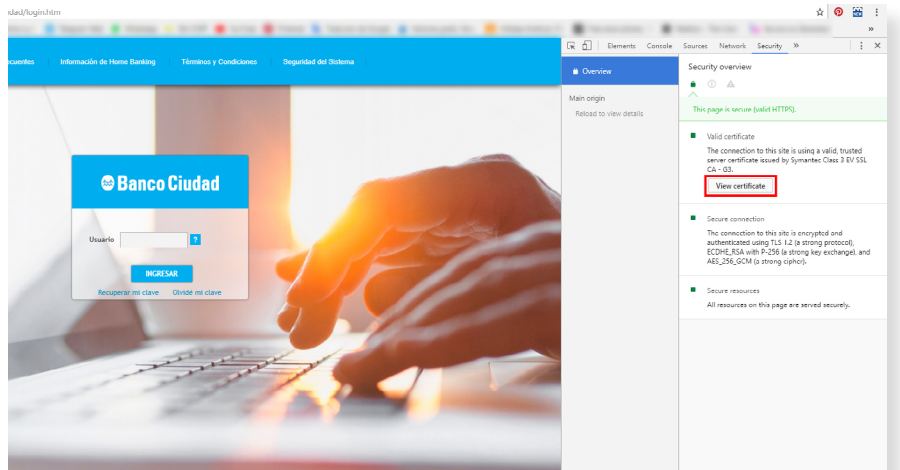 idad/login.htm
Elements Console Sources Network Security »
ecuentes Información de Home Banking Términos y Condiciones Seguridad del Sistema
Overview
Main origin
Reload to view details
Security overview
This page is secure (valid HTTPS).
Valid certificate
The connection to this site is using a valid, trusted
server certificate issued by Symantec Class 3 EV SSL
CA - G3.
View certificate
Secure connection
The connection to this site is encrypted and
authenticated using TLS 1.2 (a strong protocol),
ECDHE_RSA with P-256 (a strong key exchange), and
AES_256_GCM (a strong cipher).
Secure resources
All resources on this page are served securely.
Banco Ciudad
Usuario ?
INGRESAR
Recuperar mi clave Olvidé mi clave